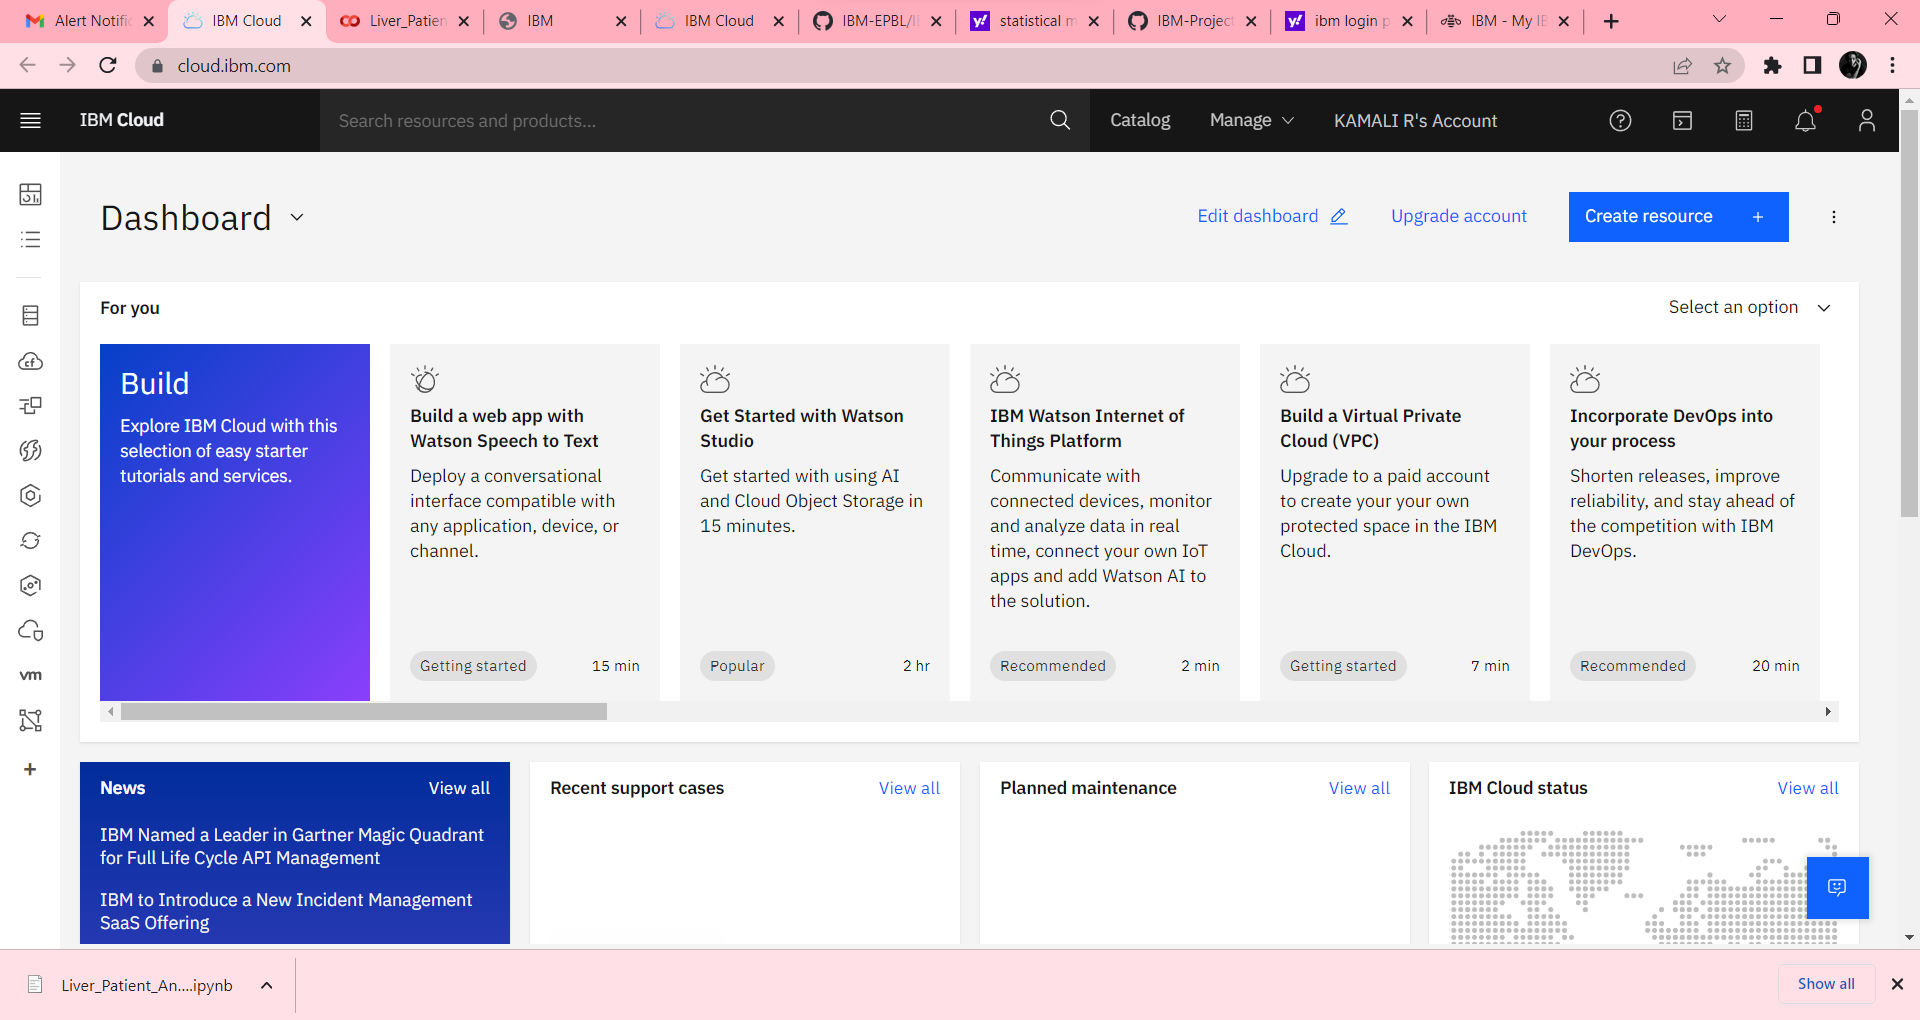 Alert Notific
IBM Cloud
Liver_Patien
IBM
IBM Cloud
IBM-EPBL/I
statistical m
IBM-Project
ibm login p
IBM - My IB
cloud.ibm.com
IBM Cloud
Search resources and products...
Catalog
Manage
KAMALI R's Account
Dashboard
Edit dashboard
Upgrade account
Create resource +
For you
Select an option
Build
Explore IBM Cloud with this
selection of easy starter
tutorials and services.
Build a web app with
Watson Speech to Text
Deploy a conversational
interface compatible with
any application, device, or
channel.
Getting started
15 min
Get Started with Watson
Studio
Get started with using AI
and Cloud Object Storage in
15 minutes.
Popular
2 hr
IBM Watson Internet of
Things Platform
Communicate with
connected devices, monitor
and analyze data in real
time, connect your own IoT
apps and add Watson AI to
the solution.
Recommended
2 min
Build a Virtual Private
Cloud (VPC)
Upgrade to a paid account
to create your your own
protected space in the IBM
Cloud.
Getting started
7 min
Incorporate DevOps into
your process
Shorten releases, improve
reliability, and stay ahead of
the competition with IBM
DevOps.
Recommended
20 min
cf
vm
News
View all
IBM Named a Leader in Gartner Magic Quadrant
for Full Life Cycle API Management
IBM to Introduce a New Incident Management
SaaS Offering
Recent support cases
View all
Planned maintenance
View all
IBM Cloud status
View all
Liver_Patient_An....ipynb
Show all